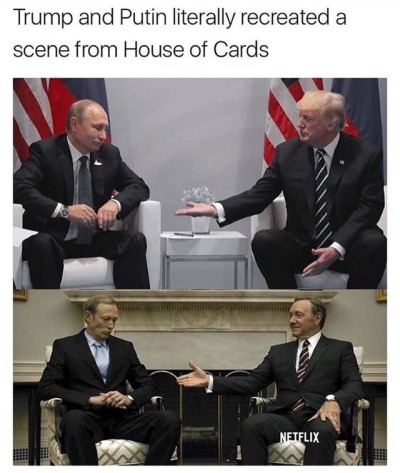 Trump and Putin literally recreated a
scene from House of Cards
NETFLIX